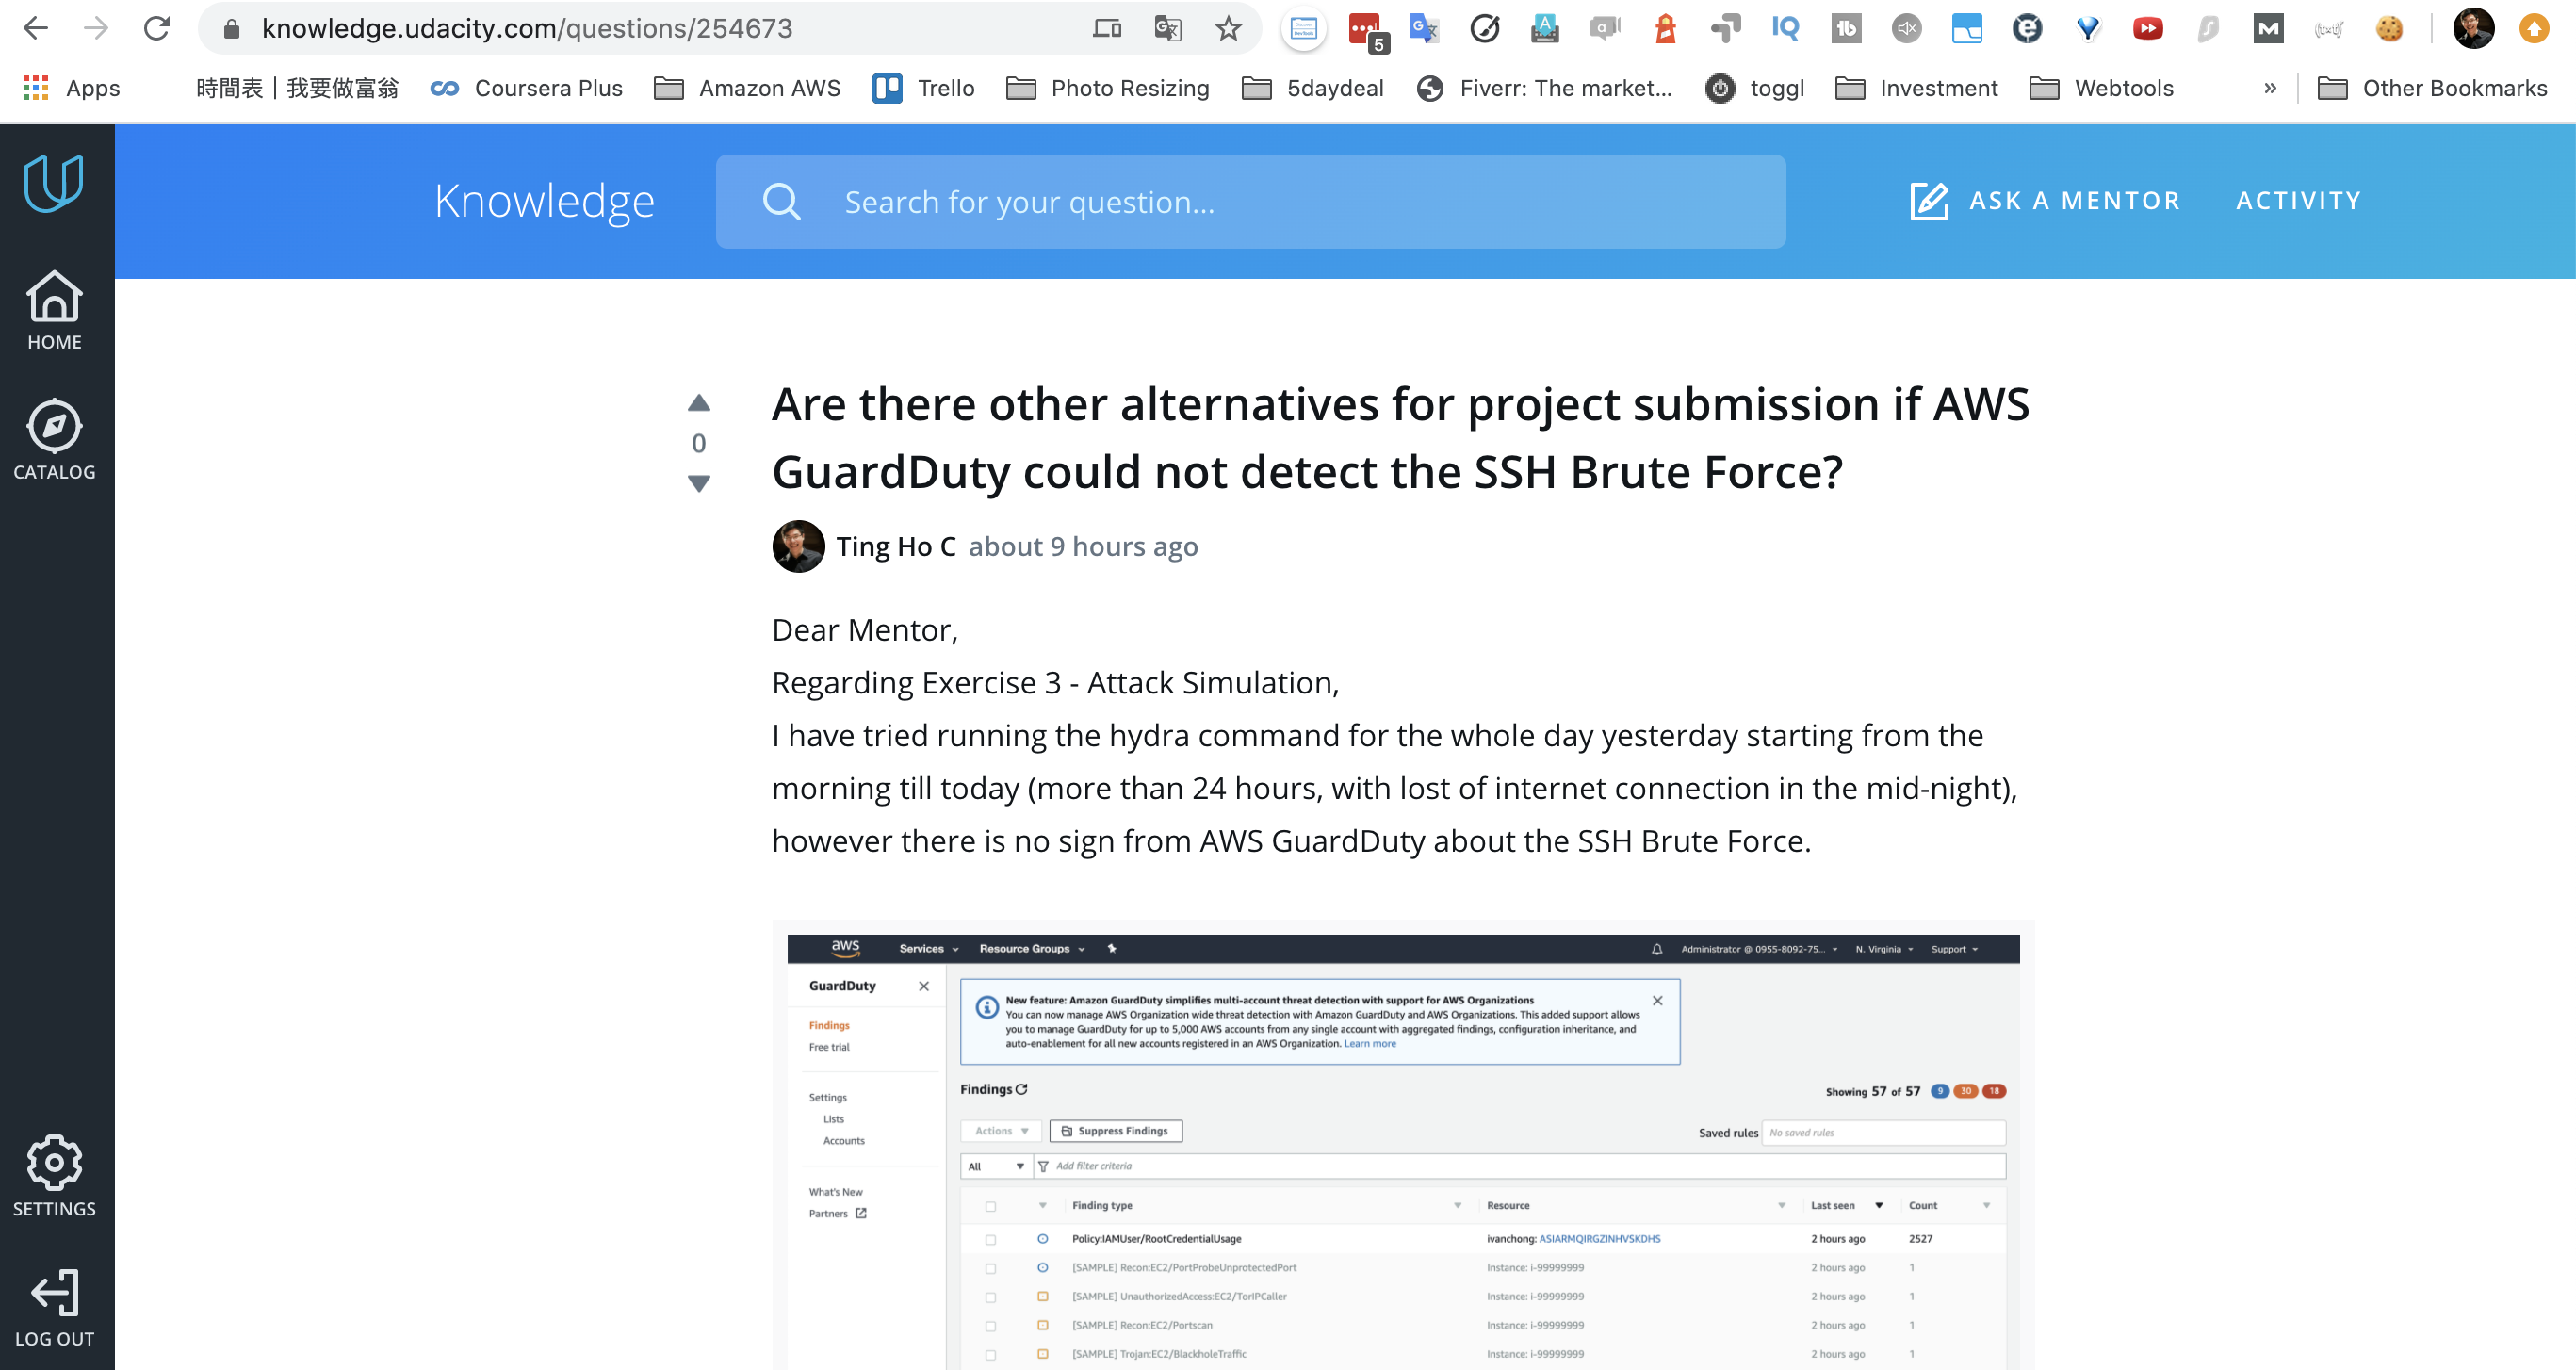 knowledge.udacity.com/questions/254673
5
Apps
時間表 | 我要做富翁
Coursera Plus
Amazon AWS
Trello
Photo Resizing
5daydeal
Fiverr: The market...
toggl
Investment
Webtools
»
Other Bookmarks
Knowledge
Search for your question...
ASK A MENTOR
ACTIVITY
HOME
CATALOG
SETTINGS
LOG OUT
0
Are there other alternatives for project submission if AWS
GuardDuty could not detect the SSH Brute Force?
Ting Ho C about 9 hours ago
Dear Mentor,
Regarding Exercise 3 - Attack Simulation,
I have tried running the hydra command for the whole day yesterday starting from the
morning till today (more than 24 hours, with lost of internet connection in the mid-night),
however there is no sign from AWS GuardDuty about the SSH Brute Force.
aws
Services
Resource Groups
Administrator @ 0955-8092-75...
N. Virginia
Support
GuardDuty
Findings
Free trial
Settings
Lists
Accounts
What's New
Partners
New feature: Amazon GuardDuty simplifies multi-account threat detection with support for AWS Organizations
You can now manage AWS Organization wide threat detection with Amazon GuardDuty and AWS Organizations. This added support allows
you to manage GuardDuty for up to 5,000 AWS accounts from any single account with aggregated findings, configuration inheritance, and
auto-enablement for all new accounts registered in an AWS Organization. Learn more
Findings
Showing 57 of 57 9 30 18
Actions
Suppress Findings
Saved rules No saved rules
All Add filter criteria
Finding type Resource Last seen Count
Policy:IAMUser/RootCredentialUsage ivanchong: ASIARMQIRGZINHVSKDHS 2 hours ago 2527
[SAMPLE] Recon:EC2/PortProbeUnprotectedPort Instance: i-99999999 2 hours ago 1
[SAMPLE] UnauthorizedAccess:EC2/TorIPCaller Instance: i-99999999 2 hours ago 1
[SAMPLE] Recon:EC2/Portscan Instance: i-99999999 2 hours ago 1
[SAMPLE] Trojan:EC2/BlackholeTraffic Instance: i-99999999 2 hours ago 1